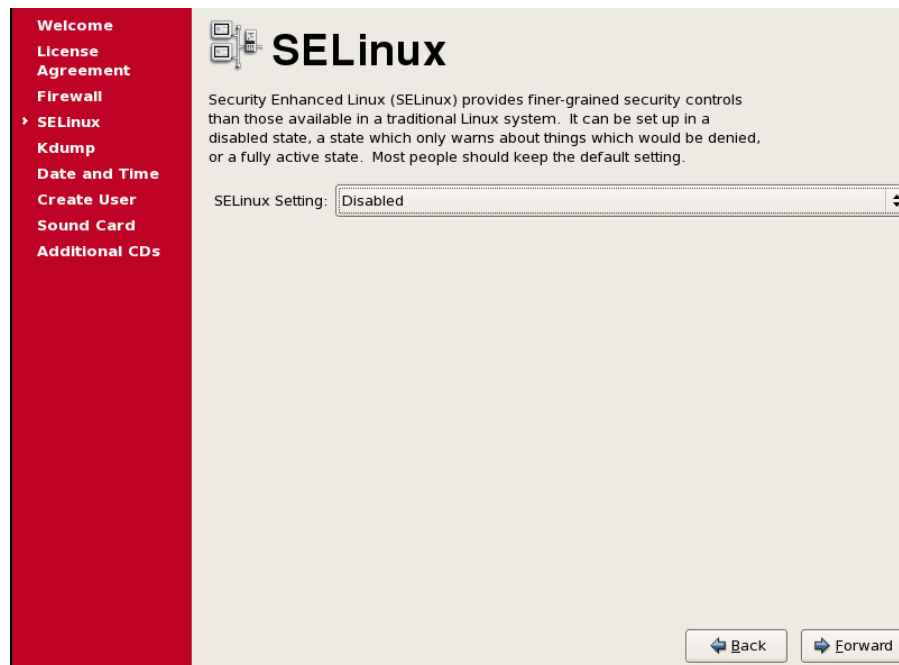 Welcome
License
Agreement
Firewall
SELinux
Kdump
Date and Time
Create User
Sound Card
Additional CDs
SELinux
Security Enhanced Linux (SELinux) provides finer-grained security controls
than those available in a traditional Linux system.  It can be set up in a
disabled state, a state which only warns about things which would be denied,
or a fully active state.  Most people should keep the default setting.
SELinux Setting: Disabled
Back Forward